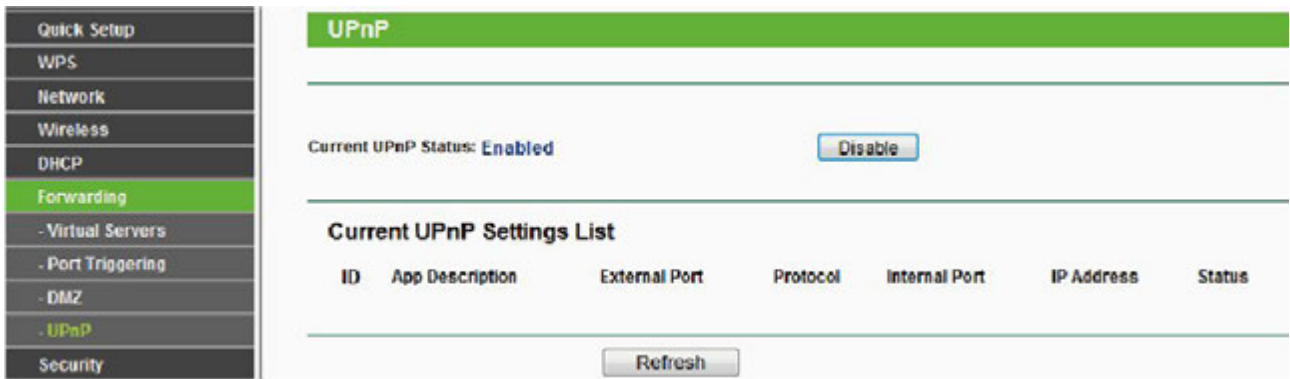 Quick Setup
WPS
Network
Wireless
DHCP
Forwarding
- Virtual Servers
- Port Triggering
- DMZ
- UPnP
Security
UPnP
Current UPnP Status: Enabled Disable
Current UPnP Settings List
ID App Description External Port Protocol Internal Port IP Address Status
Refresh